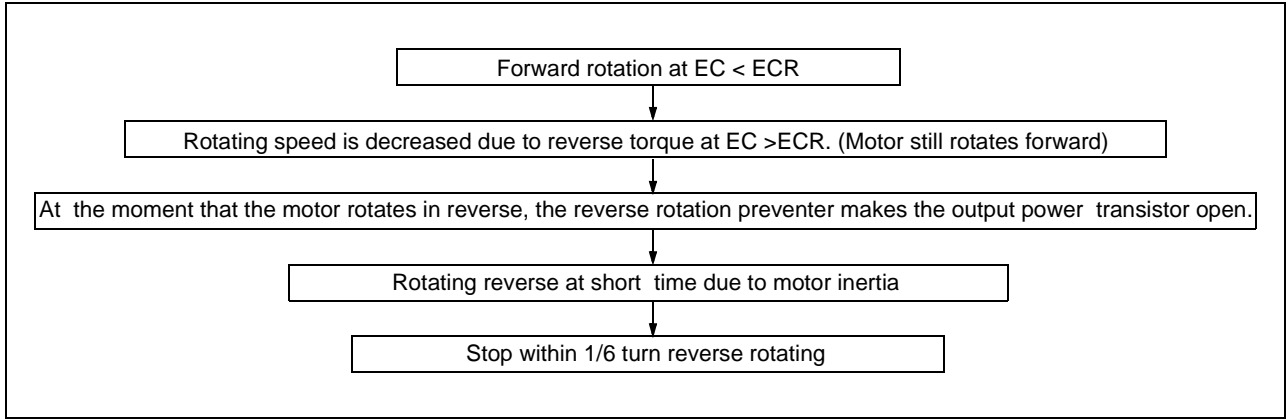 Forward rotation at EC < ECR
Rotating speed is decreased due to reverse torque at EC >ECR. (Motor still rotates forward)
At the moment that the motor rotates in reverse, the reverse rotation preventer makes the output power transistor open.
Rotating reverse at short time due to motor inertia
Stop within 1/6 turn reverse rotating